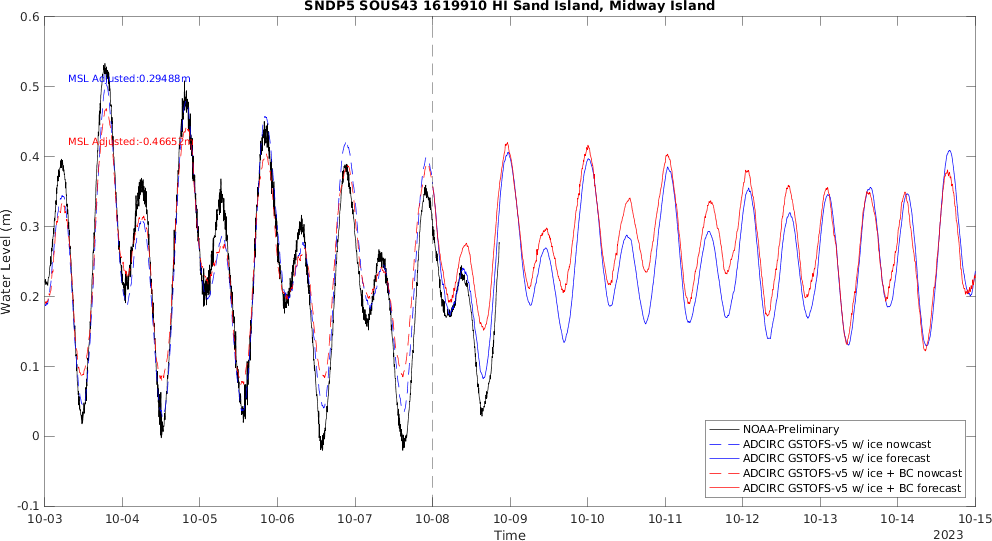 SNDP5 SOUS43 1619910 HI Sand Island, Midway Island
0.6
0.5
0.4
0.3
0.2
0.1
0
-0.1
Water Level (m)
MSL Adjusted:0.29488m
MSL Adjusted:-0.46652m
NOAA-Preliminary
ADCIRC GSTOFS-v5 w/ ice nowcast
ADCIRC GSTOFS-v5 w/ ice forecast
ADCIRC GSTOFS-v5 w/ ice + BC nowcast
ADCIRC GSTOFS-v5 w/ ice + BC forecast
10-03 10-04 10-05 10-06 10-07 10-08 10-09 10-10 10-11 10-12 10-13 10-14 10-15
Time
2023